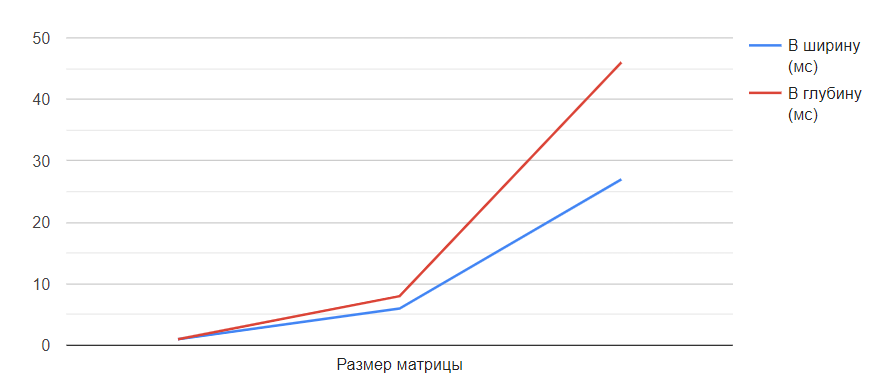 50
40
30
20
10
0
Размер матрицы
В ширину
(мс)
В глубину
(мс)